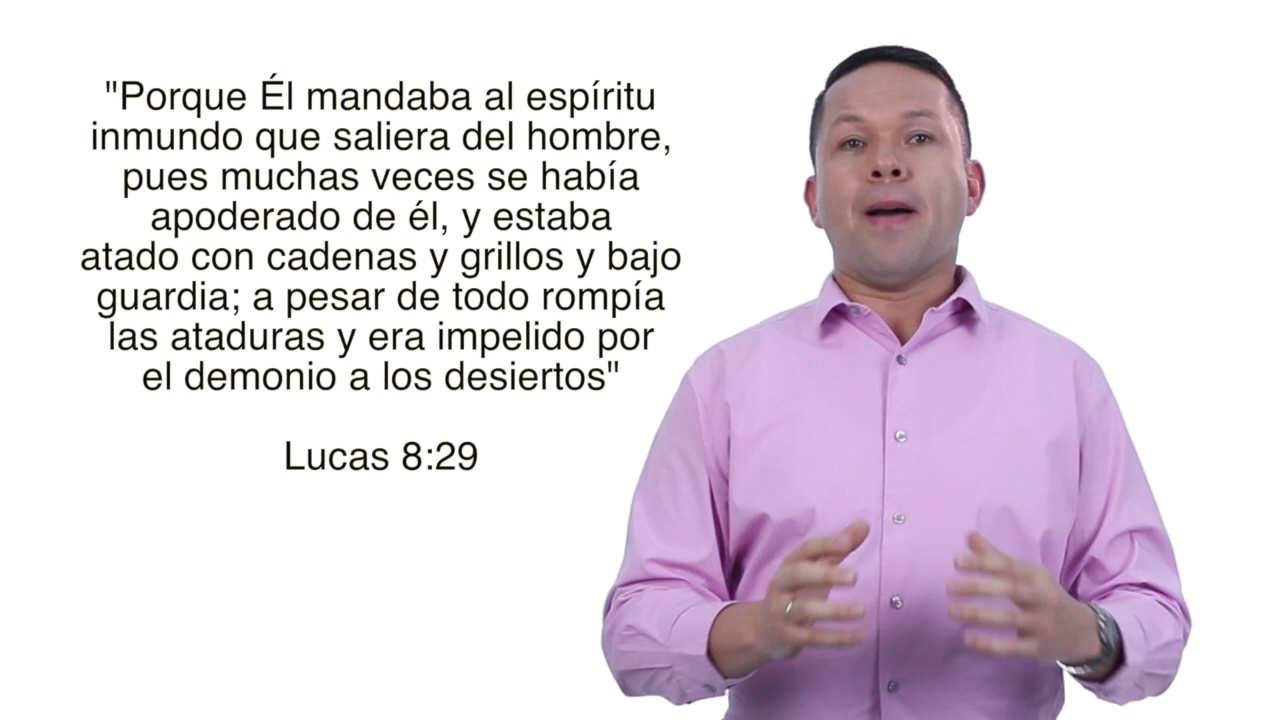 "Porque Él mandaba al espíritu
inmundo que saliera del hombre,
pues muchas veces se había
apoderado de él, y estaba
atado con cadenas y grillos y bajo
guardia; a pesar de todo rompía
las ataduras y era impelido por
el demonio a los desiertos"
Lucas 8:29